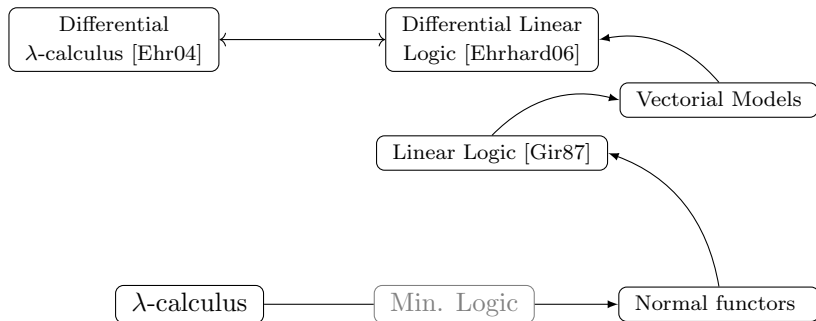 Differential
λ-calculus [Ehr04]
Differential Linear
Logic [Ehrhard06]
Vectorial Models
Linear Logic [Gir87]
λ-calculus
Min. Logic
Normal functors